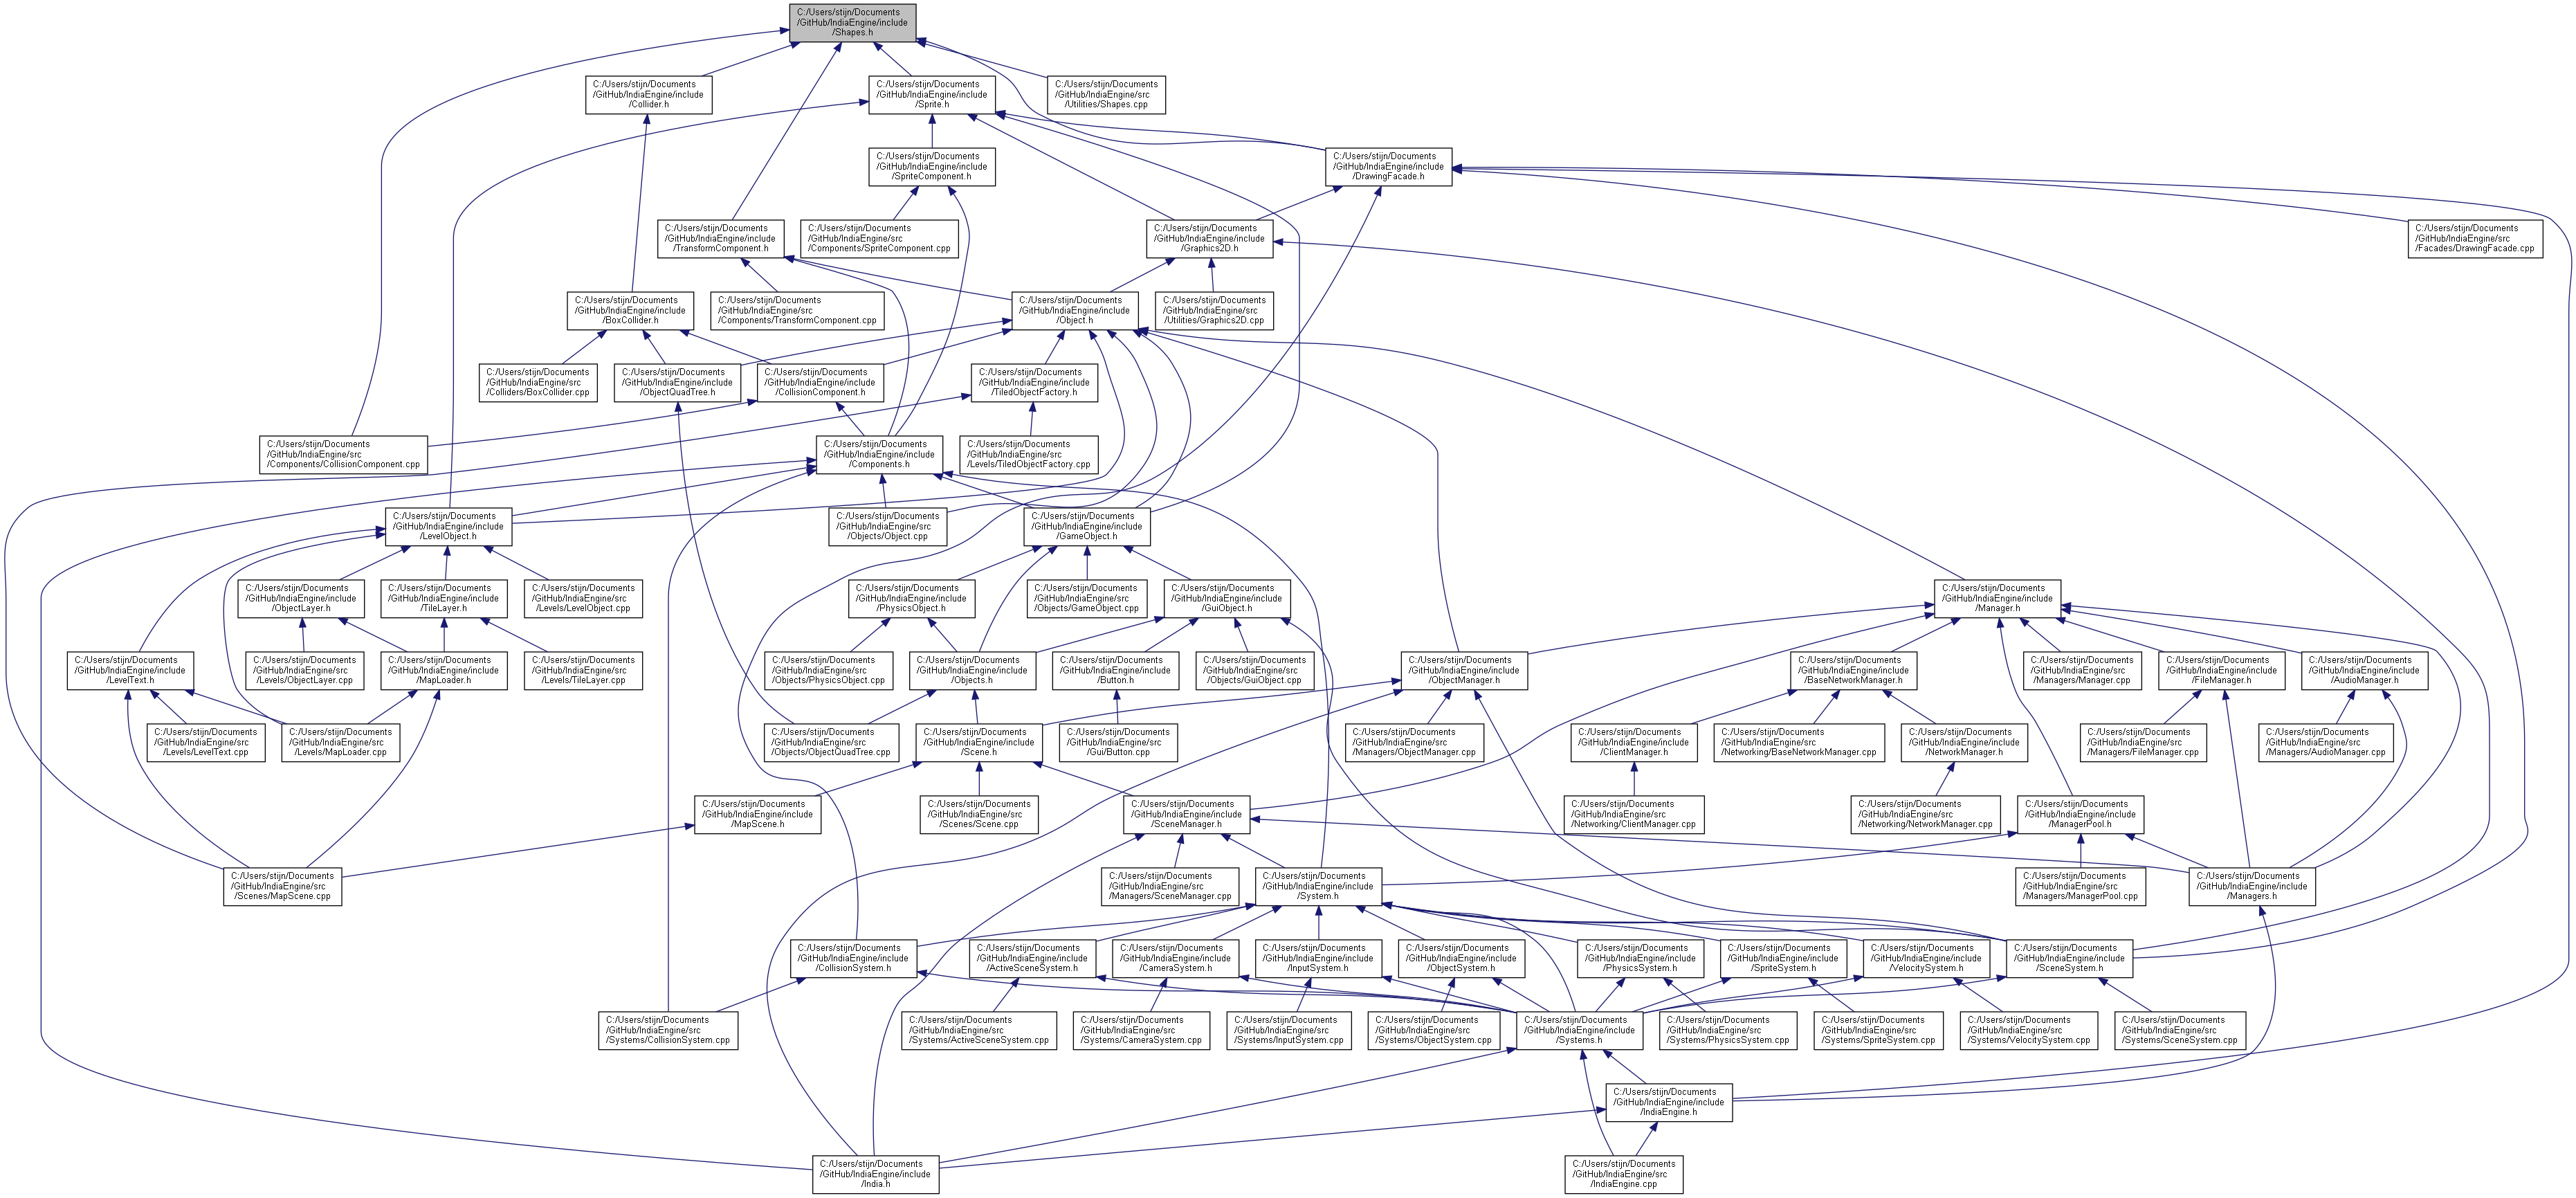 C:/Users/stijn/Documents
/GitHub/IndiaEngine/include
/Shapes.h
C:/Users/stijn/Documents
/GitHub/IndiaEngine/include
/Collider.h
C:/Users/stijn/Documents
/GitHub/IndiaEngine/include
/Sprite.h
C:/Users/stijn/Documents
/GitHub/IndiaEngine/src
/Utilities/Shapes.cpp
C:/Users/stijn/Documents
/GitHub/IndiaEngine/include
/SpriteComponent.h
C:/Users/stijn/Documents
/GitHub/IndiaEngine/include
/DrawingFacade.h
C:/Users/stijn/Documents
/GitHub/IndiaEngine/include
/TransformComponent.h
C:/Users/stijn/Documents
/GitHub/IndiaEngine/src
/Components/SpriteComponent.cpp
C:/Users/stijn/Documents
/GitHub/IndiaEngine/include
/Graphics2D.h
C:/Users/stijn/Documents
/GitHub/IndiaEngine/src
/Facades/DrawingFacade.cpp
C:/Users/stijn/Documents
/GitHub/IndiaEngine/include
/BoxCollider.h
C:/Users/stijn/Documents
/GitHub/IndiaEngine/src
/Components/TransformComponent.cpp
C:/Users/stijn/Documents
/GitHub/IndiaEngine/include
/Object.h
C:/Users/stijn/Documents
/GitHub/IndiaEngine/src
/Utilities/Graphics2D.cpp
C:/Users/stijn/Documents
/GitHub/IndiaEngine/src
/Colliders/BoxCollider.cpp
C:/Users/stijn/Documents
/GitHub/IndiaEngine/include
/ObjectQuadTree.h
C:/Users/stijn/Documents
/GitHub/IndiaEngine/include
/CollisionComponent.h
C:/Users/stijn/Documents
/GitHub/IndiaEngine/include
/TiledObjectFactory.h
C:/Users/stijn/Documents
/GitHub/IndiaEngine/src
/Components/CollisionComponent.cpp
C:/Users/stijn/Documents
/GitHub/IndiaEngine/include
/Components.h
C:/Users/stijn/Documents
/GitHub/IndiaEngine/src
/Levels/TiledObjectFactory.cpp
C:/Users/stijn/Documents
/GitHub/IndiaEngine/include
/LevelObject.h
C:/Users/stijn/Documents
/GitHub/IndiaEngine/src
/Objects/Object.cpp
C:/Users/stijn/Documents
/GitHub/IndiaEngine/include
/GameObject.h
C:/Users/stijn/Documents
/GitHub/IndiaEngine/include
/ObjectLayer.h
C:/Users/stijn/Documents
/GitHub/IndiaEngine/include
/TileLayer.h
C:/Users/stijn/Documents
/GitHub/IndiaEngine/src
/Levels/LevelObject.cpp
C:/Users/stijn/Documents
/GitHub/IndiaEngine/include
/PhysicsObject.h
C:/Users/stijn/Documents
/GitHub/IndiaEngine/src
/Objects/GameObject.cpp
C:/Users/stijn/Documents
/GitHub/IndiaEngine/include
/GuiObject.h
C:/Users/stijn/Documents
/GitHub/IndiaEngine/include
/Manager.h
C:/Users/stijn/Documents
/GitHub/IndiaEngine/include
/LevelText.h
C:/Users/stijn/Documents
/GitHub/IndiaEngine/src
/Levels/ObjectLayer.cpp
C:/Users/stijn/Documents
/GitHub/IndiaEngine/include
/MapLoader.h
C:/Users/stijn/Documents
/GitHub/IndiaEngine/src
/Levels/TileLayer.cpp
C:/Users/stijn/Documents
/GitHub/IndiaEngine/src
/Objects/PhysicsObject.cpp
C:/Users/stijn/Documents
/GitHub/IndiaEngine/include
/Objects.h
C:/Users/stijn/Documents
/GitHub/IndiaEngine/include
/Button.h
C:/Users/stijn/Documents
/GitHub/IndiaEngine/src
/Objects/GuiObject.cpp
C:/Users/stijn/Documents
/GitHub/IndiaEngine/include
/ObjectManager.h
C:/Users/stijn/Documents
/GitHub/IndiaEngine/include
/BaseNetworkManager.h
C:/Users/stijn/Documents
/GitHub/IndiaEngine/src
/Managers/Manager.cpp
C:/Users/stijn/Documents
/GitHub/IndiaEngine/include
/FileManager.h
C:/Users/stijn/Documents
/GitHub/IndiaEngine/include
/AudioManager.h
C:/Users/stijn/Documents
/GitHub/IndiaEngine/src
/Levels/LevelText.cpp
C:/Users/stijn/Documents
/GitHub/IndiaEngine/src
/Levels/MapLoader.cpp
C:/Users/stijn/Documents
/GitHub/IndiaEngine/src
/Objects/ObjectQuadTree.cpp
C:/Users/stijn/Documents
/GitHub/IndiaEngine/include
/Scene.h
C:/Users/stijn/Documents
/GitHub/IndiaEngine/src
/Gui/Button.cpp
C:/Users/stijn/Documents
/GitHub/IndiaEngine/src
/Managers/ObjectManager.cpp
C:/Users/stijn/Documents
/GitHub/IndiaEngine/include
/ClientManager.h
C:/Users/stijn/Documents
/GitHub/IndiaEngine/src
/Networking/BaseNetworkManager.cpp
C:/Users/stijn/Documents
/GitHub/IndiaEngine/include
/NetworkManager.h
C:/Users/stijn/Documents
/GitHub/IndiaEngine/src
/Managers/FileManager.cpp
C:/Users/stijn/Documents
/GitHub/IndiaEngine/src
/Managers/AudioManager.cpp
C:/Users/stijn/Documents
/GitHub/IndiaEngine/include
/MapScene.h
C:/Users/stijn/Documents
/GitHub/IndiaEngine/src
/Scenes/Scene.cpp
C:/Users/stijn/Documents
/GitHub/IndiaEngine/include
/SceneManager.h
C:/Users/stijn/Documents
/GitHub/IndiaEngine/src
/Networking/ClientManager.cpp
C:/Users/stijn/Documents
/GitHub/IndiaEngine/src
/Networking/NetworkManager.cpp
C:/Users/stijn/Documents
/GitHub/IndiaEngine/include
/ManagerPool.h
C:/Users/stijn/Documents
/GitHub/IndiaEngine/src
/Scenes/MapScene.cpp
C:/Users/stijn/Documents
/GitHub/IndiaEngine/src
/Managers/SceneManager.cpp
C:/Users/stijn/Documents
/GitHub/IndiaEngine/include
/System.h
C:/Users/stijn/Documents
/GitHub/IndiaEngine/src
/Managers/ManagerPool.cpp
C:/Users/stijn/Documents
/GitHub/IndiaEngine/include
/Managers.h
C:/Users/stijn/Documents
/GitHub/IndiaEngine/include
/CollisionSystem.h
C:/Users/stijn/Documents
/GitHub/IndiaEngine/include
/ActiveSceneSystem.h
C:/Users/stijn/Documents
/GitHub/IndiaEngine/include
/CameraSystem.h
C:/Users/stijn/Documents
/GitHub/IndiaEngine/include
/InputSystem.h
C:/Users/stijn/Documents
/GitHub/IndiaEngine/include
/ObjectSystem.h
C:/Users/stijn/Documents
/GitHub/IndiaEngine/include
/PhysicsSystem.h
C:/Users/stijn/Documents
/GitHub/IndiaEngine/include
/SpriteSystem.h
C:/Users/stijn/Documents
/GitHub/IndiaEngine/include
/VelocitySystem.h
C:/Users/stijn/Documents
/GitHub/IndiaEngine/include
/SceneSystem.h
C:/Users/stijn/Documents
/GitHub/IndiaEngine/src
/Systems/CollisionSystem.cpp
C:/Users/stijn/Documents
/GitHub/IndiaEngine/src
/Systems/ActiveSceneSystem.cpp
C:/Users/stijn/Documents
/GitHub/IndiaEngine/src
/Systems/CameraSystem.cpp
C:/Users/stijn/Documents
/GitHub/IndiaEngine/src
/Systems/InputSystem.cpp
C:/Users/stijn/Documents
/GitHub/IndiaEngine/src
/Systems/ObjectSystem.cpp
C:/Users/stijn/Documents
/GitHub/IndiaEngine/include
/Systems.h
C:/Users/stijn/Documents
/GitHub/IndiaEngine/src
/Systems/PhysicsSystem.cpp
C:/Users/stijn/Documents
/GitHub/IndiaEngine/src
/Systems/SpriteSystem.cpp
C:/Users/stijn/Documents
/GitHub/IndiaEngine/src
/Systems/VelocitySystem.cpp
C:/Users/stijn/Documents
/GitHub/IndiaEngine/src
/Systems/SceneSystem.cpp
C:/Users/stijn/Documents
/GitHub/IndiaEngine/include
/IndiaEngine.h
C:/Users/stijn/Documents
/GitHub/IndiaEngine/include
/India.h
C:/Users/stijn/Documents
/GitHub/IndiaEngine/src
/IndiaEngine.cpp